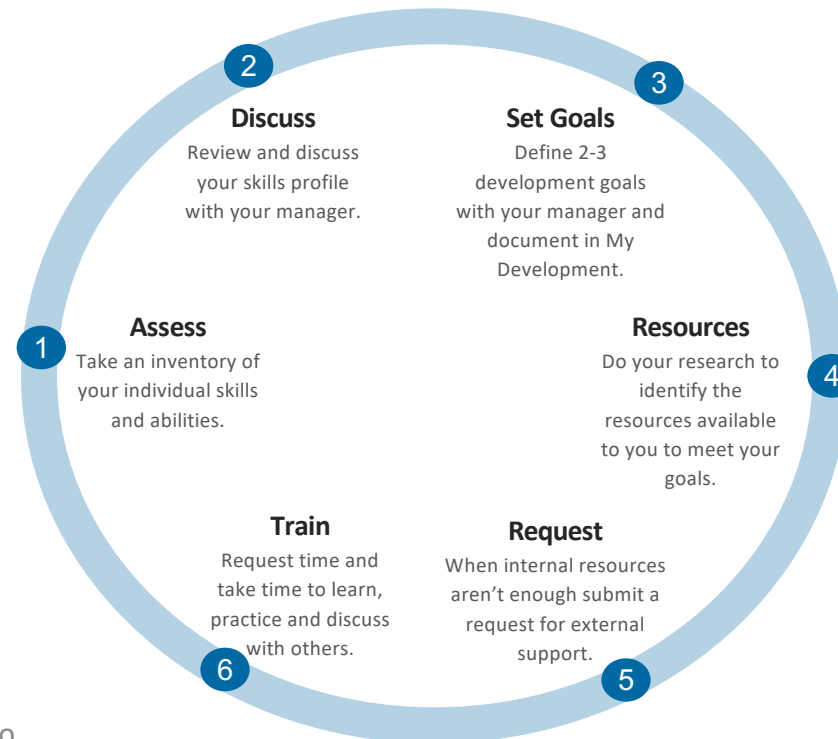 2
Discuss
Review and discuss
your skills profile
with your manager.
3
Set Goals
Define 2-3
development goals
with your manager and
document in My
Development.
1
Assess
Take an inventory of
your individual skills
and abilities.
4
Resources
Do your research to
identify the
resources available
to you to meet your
goals.
6
Train
Request time and
take time to learn,
practice and discuss
with others.
5
Request
When internal resources
aren’t enough submit a
request for external
support.